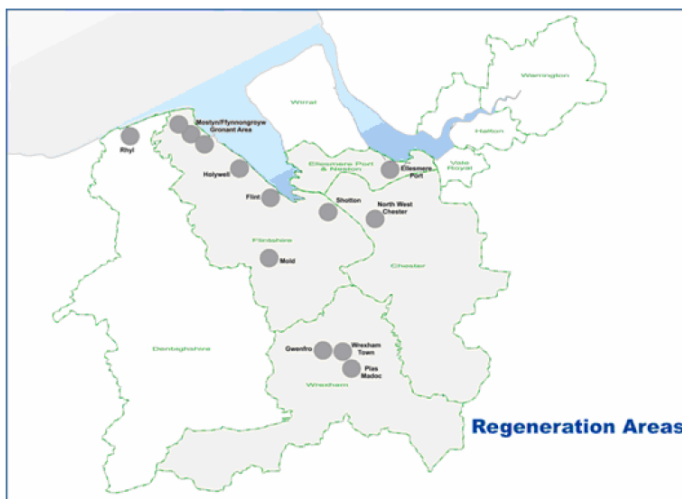 Warrington
Wirral
Halton
Mostyn/Ffynnongroyw
Gronant Area
Rhyl
Vale
Royal
Ellesmere Port
& Neston
Ellesmere
Port
Holywell
Flint
Shotton
North West
Chester
Flintshire
Mold
Chester
Denbighshire
Gwenfro
Wrexham
Town
Plas
Madoc
Wrexham
Regeneration Areas